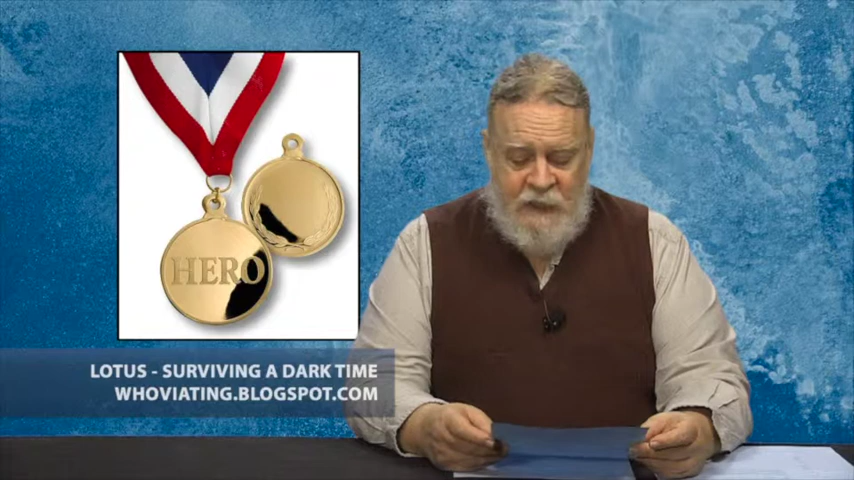 HERO
LOTUS - SURVIVING A DARK TIME
WHOVIATING.BLOGSPOT.COM